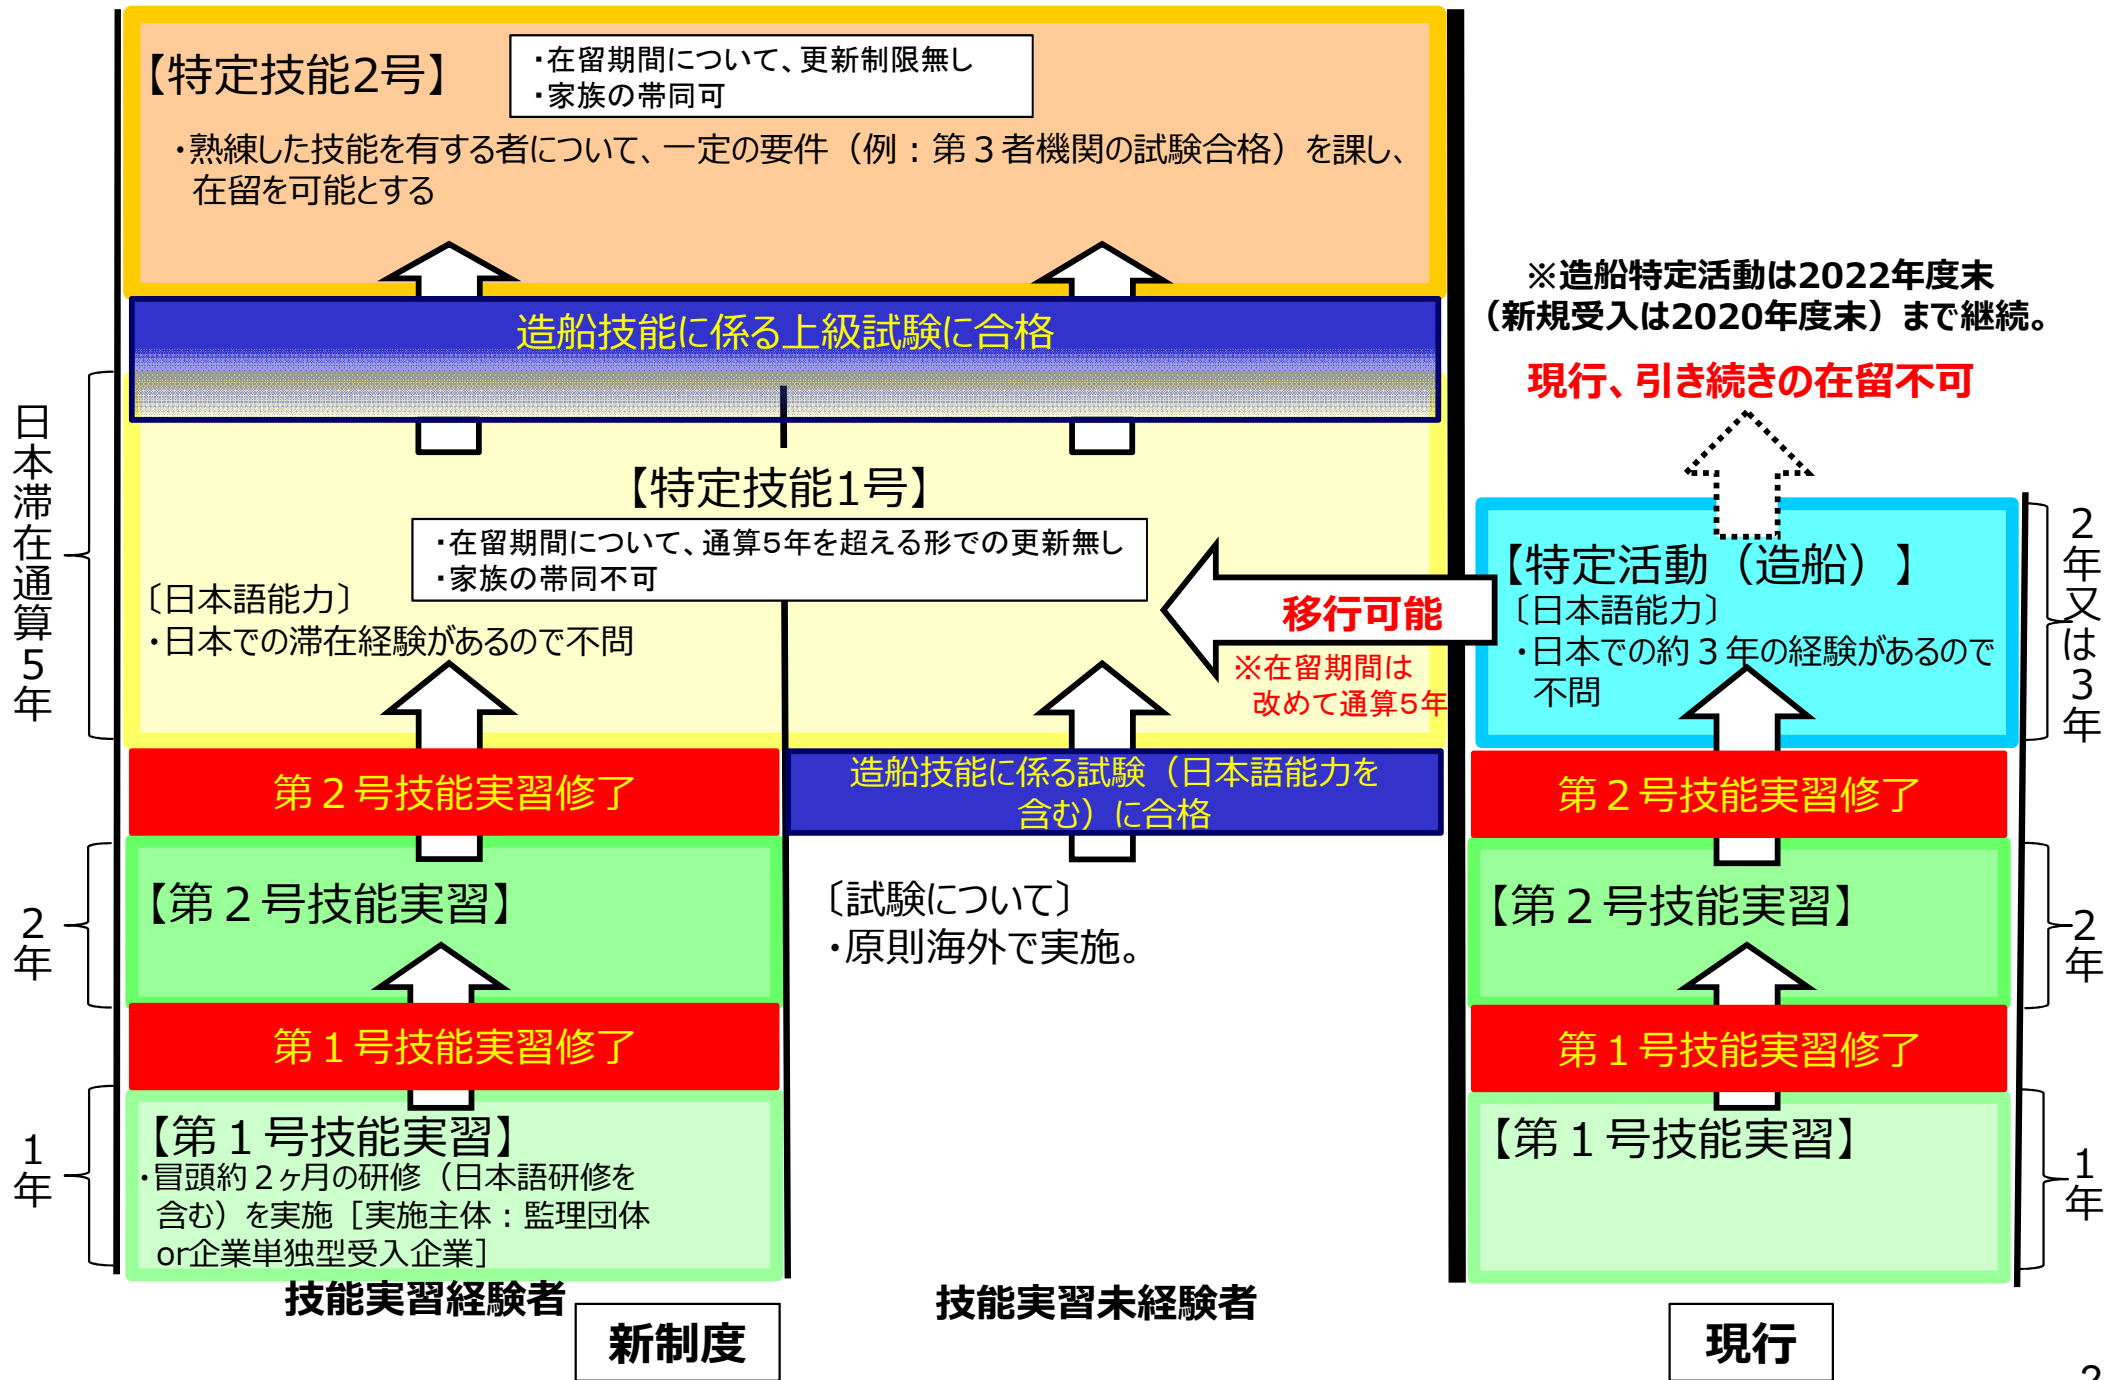 【特定技能2号】
・在留期間について、更新制限無し
・家族の帯同可
・熟練した技能を有する者について、一定の要件（例：第３者機関の試験合格）を課し、
在留を可能とする
造船技能に係る上級試験に合格
日本滞在通算5年
【特定技能1号】
・在留期間について、通算5年を超える形での更新無し
・家族の帯同不可
〔日本語能力〕
・日本での滞在経験があるので不問
移行可能
※在留期間は
改めて通算5年
第２号技能実習修了
造船技能に係る試験（日本語能力を
含む）に合格
2年
【第２号技能実習】
〔試験について〕
・原則海外で実施。
第１号技能実習修了
1年
【第１号技能実習】
・冒頭約２ヶ月の研修（日本語研修を
含む）を実施［実施主体：監理団体
or企業単独型受入企業］
技能実習経験者
技能実習未経験者
新制度
※造船特定活動は2022年度末
（新規受入は2020年度末）まで継続。
現行、引き続きの在留不可
【特定活動（造船）】
〔日本語能力〕
・日本での約３年の経験があるので
不問
2年又は3年
第２号技能実習修了
【第２号技能実習】
2年
第１号技能実習修了
【第１号技能実習】
1年
現行
2